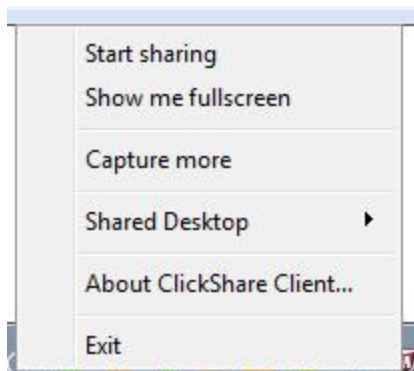 Start sharing
Show me fullscreen
Capture more
Shared Desktop
About ClickShare Client...
Exit